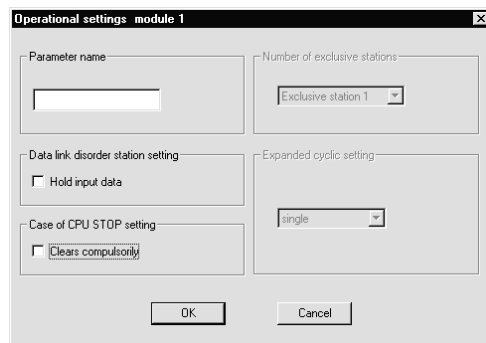 Operational settings module 1
Parameter name
Number of exclusive stations
Exclusive station 1
Data link disorder station setting
Hold input data
Expanded cyclic setting
single
Case of CPU STOP setting
Clears compulsorily
OK
Cancel